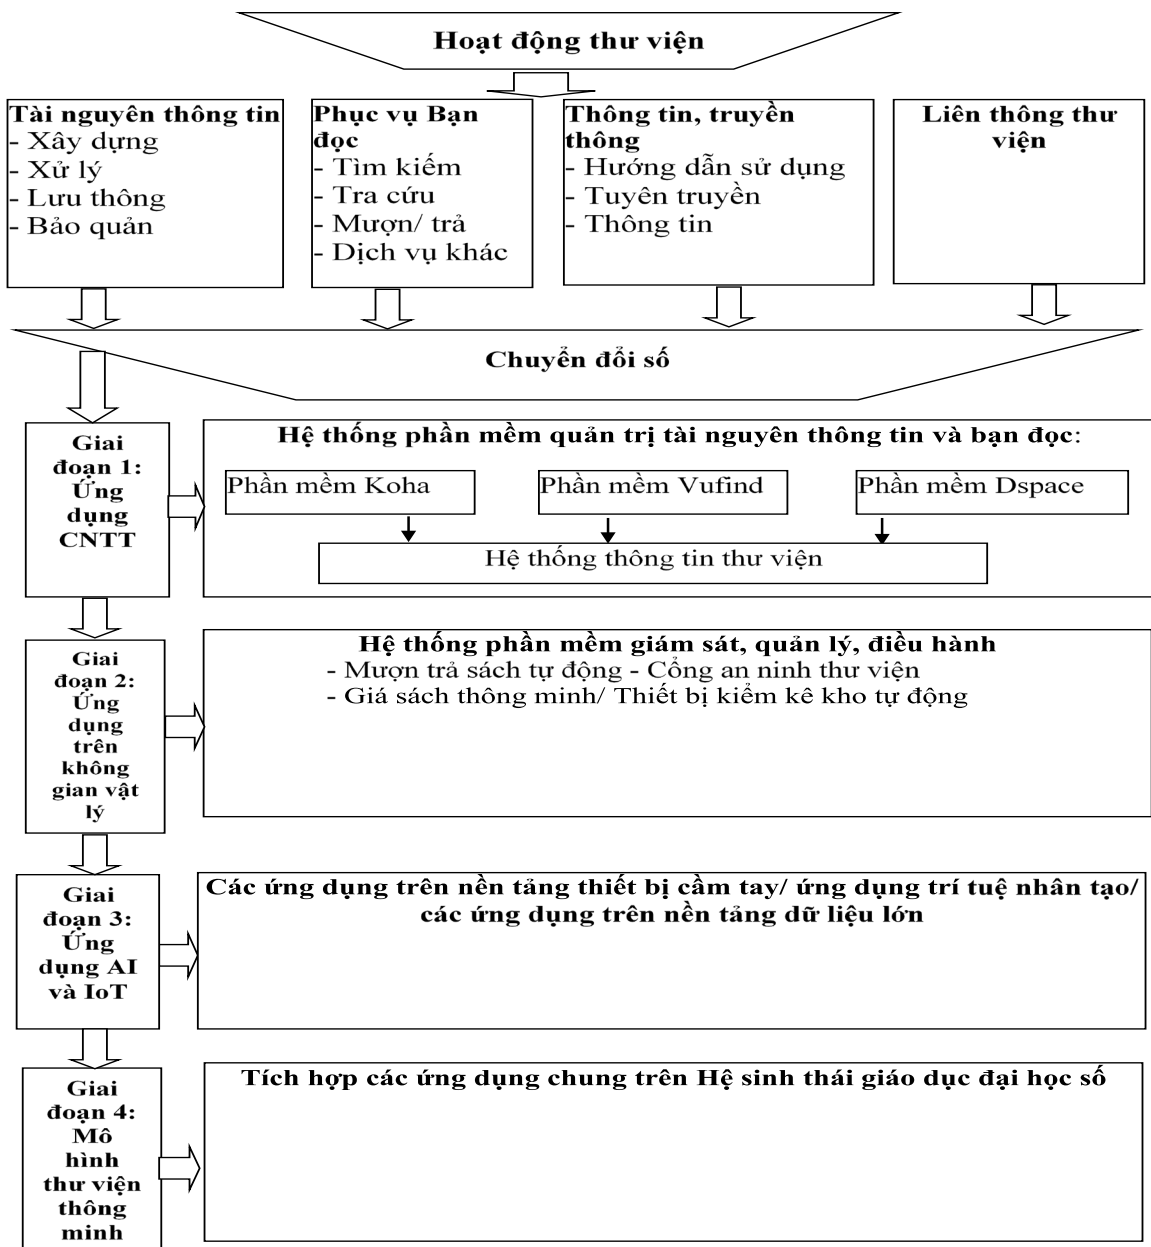 Hoạt động thư viện
Tài nguyên thông tin
- Xây dựng
- Xử lý
- Lưu thông
- Bảo quản
Phục vụ Bạn
đọc
- Tìm kiếm
- Tra cứu
- Mượn/ trả
- Dịch vụ khác
Thông tin, truyền
thông
- Hướng dẫn sử dụng
- Tuyên truyền
- Thông tin
Liên thông thư
viện
Chuyển đổi số
Giai
đoạn 1:
Ứng
dụng
CNTT
Hệ thống phần mềm quản trị tài nguyên thông tin và bạn đọc:
Phần mềm Koha
Phần mềm Vufind
Phần mềm Dspace
Hệ thống thông tin thư viện
Giai
đoạn 2:
Ứng
dụng
trên
không
gian vật
lý
Hệ thống phần mềm giám sát, quản lý, điều hành
- Mượn trả sách tự động - Cổng an ninh thư viện
- Giá sách thông minh/ Thiết bị kiểm kê kho tự động
Giai
đoạn 3:
Ứng
dụng AI
và IoT
Các ứng dụng trên nền tảng thiết bị cầm tay/ ứng dụng trí tuệ nhân tạo/
các ứng dụng trên nền tảng dữ liệu lớn
Giai
đoạn 4:
Mô
hình
thư viện
thông
minh
Tích hợp các ứng dụng chung trên Hệ sinh thái giáo dục đại học số